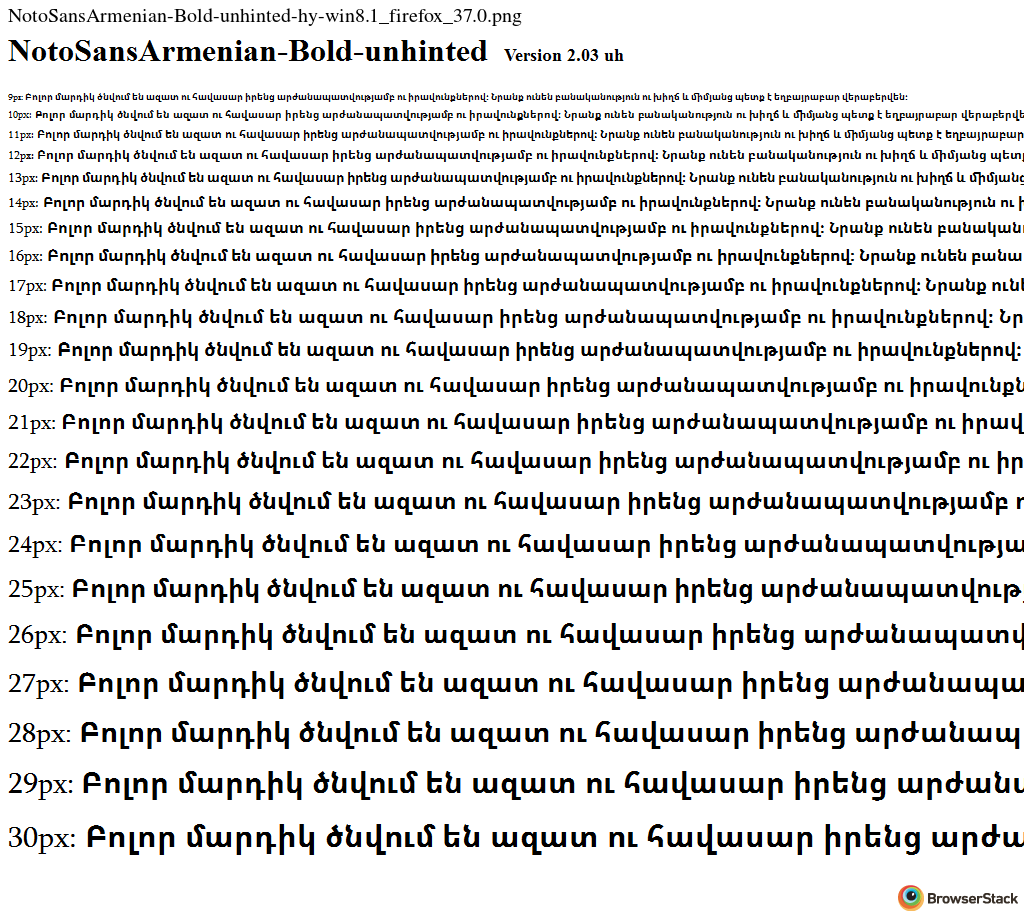 NotoSansArmenian-Bold-unhinted-hy-win8.1_firefox_37.0.png
NotoSansArmenian-Bold-unhinted Version 2.03 uh
9px: Բոլոր մարդիկ ծնվում են ազատ ու հավասար իրենց արժանապատվությամբ ու իրավունքներով։ Նրանք ունեն բանականություն ու խիղճ և միմյանց պետք է եղբայրաբար վերաբերվեն։
10px: Բոլոր մարդիկ ծնվում են ազատ ու հավասար իրենց արժանապատվությամբ ու իրավունքներով։ Նրանք ունեն բանականություն ու խիղճ և միմյանց պետք է եղբայրաբար վերաբերվե
11px: Բոլոր մարդիկ ծնվում են ազատ ու հավասար իրենց արժանապատվությամբ ու իրավունքներով։ Նրանք ունեն բանականություն ու խիղճ և միմյանց պետք է եղբայրաբար
12px: Բոլոր մարդիկ ծնվում են ազատ ու հավասար իրենց արժանապատվությամբ ու իրավունքներով։ Նրանք ունեն բանականություն ու խիղճ և միմյանց պետ
13px: Բոլոր մարդիկ ծնվում են ազատ ու հավասար իրենց արժանապատվությամբ ու իրավունքներով։ Նրանք ունեն բանականություն ու խիղճ և միմյանց
14px: Բոլոր մարդիկ ծնվում են ազատ ու հավասար իրենց արժանապատվությամբ ու իրավունքներով։ Նրանք ունեն բանականություն ու խ
15px: Բոլոր մարդիկ ծնվում են ազատ ու հավասար իրենց արժանապատվությամբ ու իրավունքներով։ Նրանք ունեն բանական
16px: Բոլոր մարդիկ ծնվում են ազատ ու հավասար իրենց արժանապատվությամբ ու իրավունքներով։ Նրանք ունեն բանա
17px: Բոլոր մարդիկ ծնվում են ազատ ու հավասար իրենց արժանապատվությամբ ու իրավունքներով։ Նրանք ունե
18px: Բոլոր մարդիկ ծնվում են ազատ ու հավասար իրենց արժանապատվությամբ ու իրավունքներով։ Նր
19px: Բոլոր մարդիկ ծնվում են ազատ ու հավասար իրենց արժանապատվությամբ ու իրավունքներով։
20px: Բոլոր մարդիկ ծնվում են ազատ ու հավասար իրենց արժանապատվությամբ ու իրավունքն
21px: Բոլոր մարդիկ ծնվում են ազատ ու հավասար իրենց արժանապատվությամբ ու իրավ
22px: Բոլոր մարդիկ ծնվում են ազատ ու հավասար իրենց արժանապատվությամբ ու իր
23px: Բոլոր մարդիկ ծնվում են ազատ ու հավասար իրենց արժանապատվությամբ ո
24px: Բոլոր մարդիկ ծնվում են ազատ ու հավասար իրենց արժանապատվությա
25px: Բոլոր մարդիկ ծնվում են ազատ ու հավասար իրենց արժանապատվությ
26px: Բոլոր մարդիկ ծնվում են ազատ ու հավասար իրենց արժանապատվ
27px: Բոլոր մարդիկ ծնվում են ազատ ու հավասար իրենց արժանապա
28px: Բոլոր մարդիկ ծնվում են ազատ ու հավասար իրենց արժանապ
29px: Բոլոր մարդիկ ծնվում են ազատ ու հավասար իրենց արժանա
30px: Բոլոր մարդիկ ծնվում են ազատ ու հավասար իրենց արժա
BrowserStack